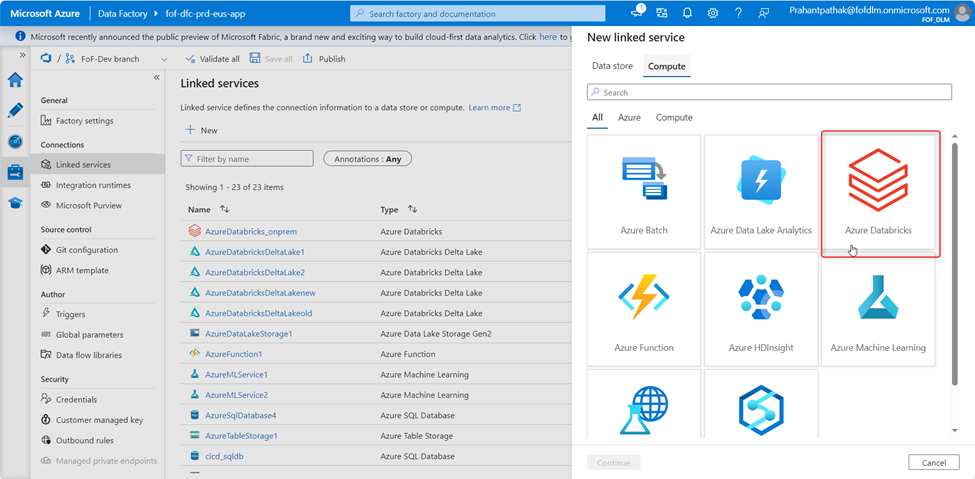 Microsoft Azure
Data Factory
fof-dfc-prd-eus-app
Search factory and documentation
1
Prahantpathak@fofdlm.onmicrosoft.com
FOF_DLM
Microsoft recently announced the public preview of Microsoft Fabric, a brand new and exciting way to build cloud-first data analytics. Click here to g
FoF-Dev branch
Validate all
Save all
Publish
General
Factory settings
Connections
Linked services
Integration runtimes
Microsoft Purview
Source control
Git configuration
ARM template
Author
Triggers
Global parameters
Data flow libraries
Security
Credentials
Customer managed key
Outbound rules
Managed private endpoints
Linked services
Linked service defines the connection information to a data store or compute. Learn more
New
Filter by name
Annotations : Any
Showing 1 - 23 of 23 items
Name Type
AzureDatabricks_onprem Azure Databricks
AzureDatabricksDeltaLake1 Azure Databricks Delta Lake
AzureDatabricksDeltaLake2 Azure Databricks Delta Lake
AzureDatabricksDeltaLakenew Azure Databricks Delta Lake
AzureDatabricksDeltaLakeold Azure Databricks Delta Lake
AzureDataLakeStorage1 Azure Data Lake Storage Gen2
AzureFunction1 Azure Function
AzureMLService1 Azure Machine Learning
AzureMLService2 Azure Machine Learning
AzureSqlDatabase4 Azure SQL Database
AzureTableStorage1 Azure Table Storage
cicd_sqldb Azure SQL Database
New linked service
Data store Compute
Search
All Azure Compute
Azure Batch
Azure Data Lake Analytics
Azure Databricks
Azure Function
Azure HDInsight
Azure Machine Learning
Continue
Cancel